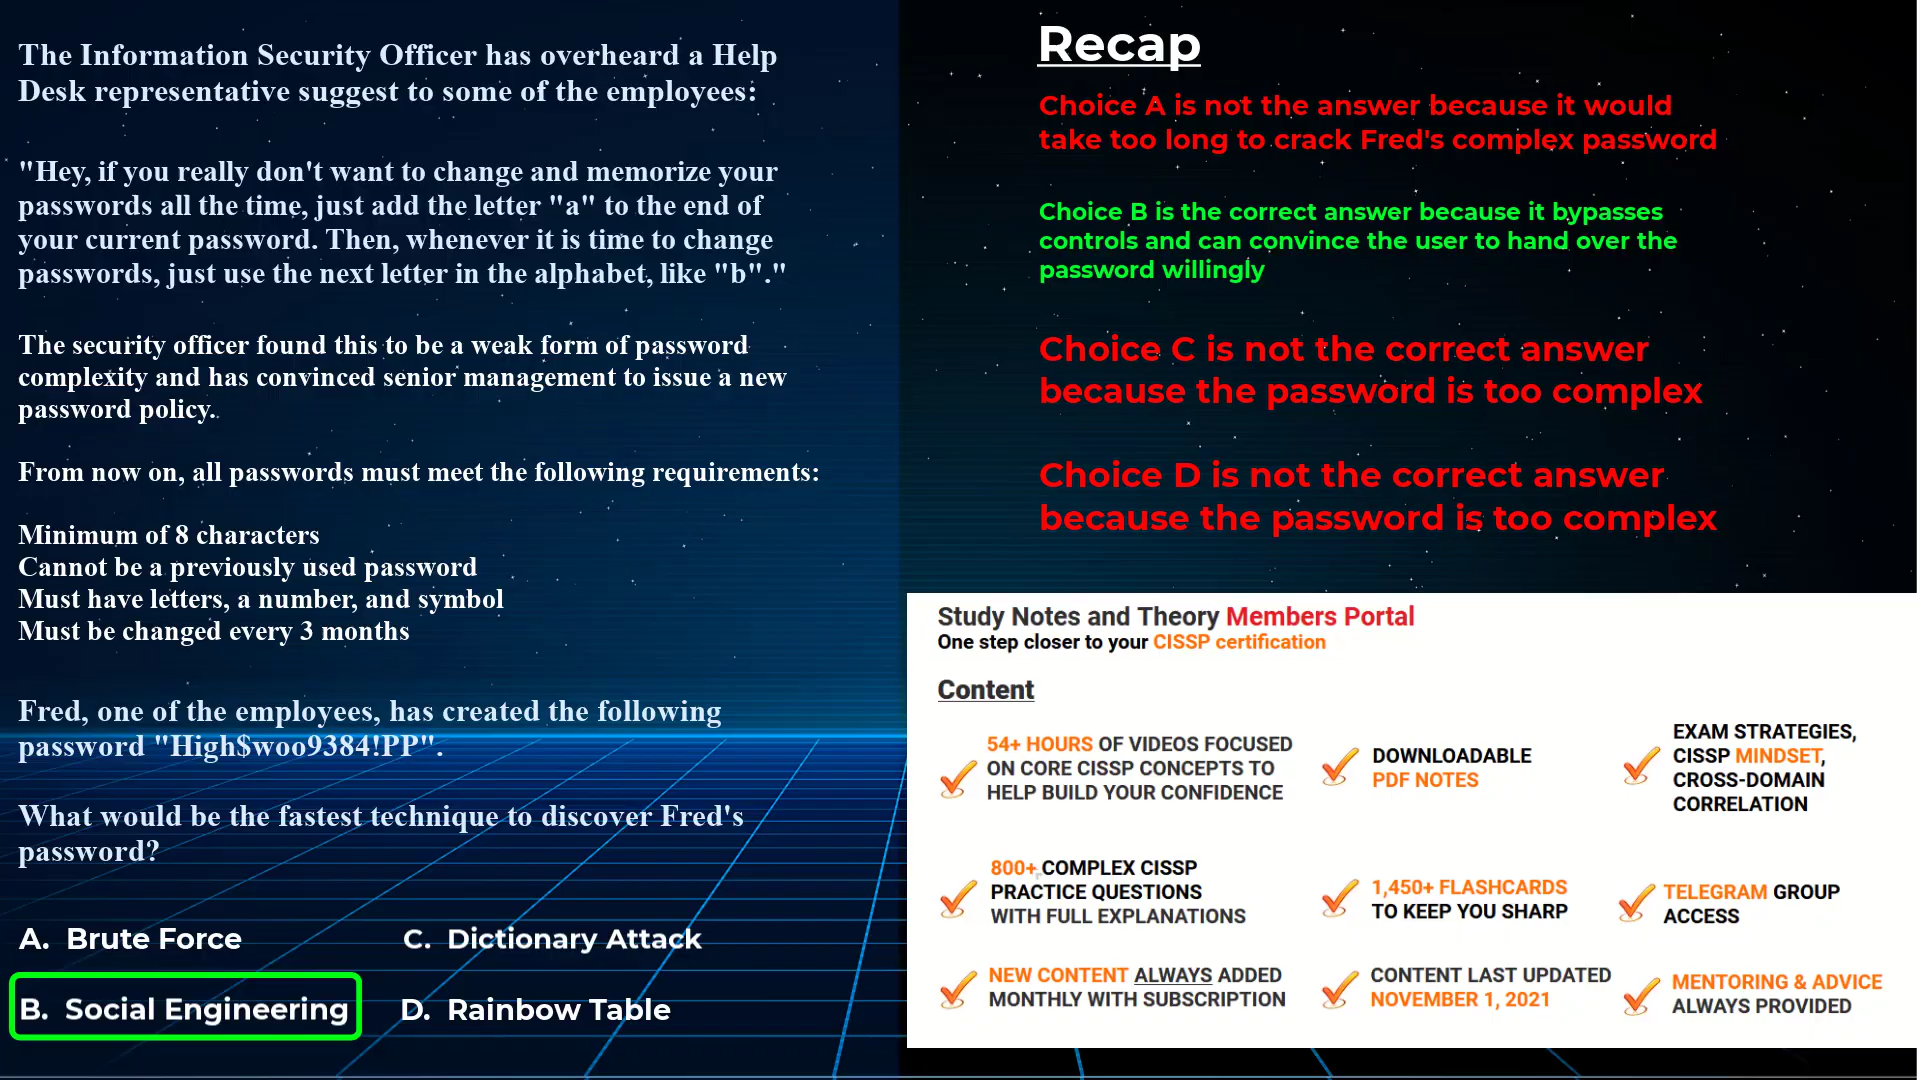 The Information Security Officer has overheard a Help
Desk representative suggest to some of the employees:
"Hey, if you really don't want to change and memorize your
passwords all the time, just add the letter "a" to the end of
your current password. Then, whenever it is time to change
passwords, just use the next letter in the alphabet, like "b"."
The security officer found this to be a weak form of password
complexity and has convinced senior management to issue a new
password policy.
From now on, all passwords must meet the following requirements:
Minimum of 8 characters
Cannot be a previously used password
Must have letters, a number, and symbol
Must be changed every 3 months
Fred, one of the employees, has created the following
password "High$woo9384!PP".
What would be the fastest technique to discover Fred's
password?
A. Brute Force
B. Social Engineering
C. Dictionary Attack
D. Rainbow Table
Recap
Choice A is not the answer because it would
take too long to crack Fred's complex password
Choice B is the correct answer because it bypasses
controls and can convince the user to hand over the
password willingly
Choice C is not the correct answer
because the password is too complex
Choice D is not the correct answer
because the password is too complex
Study Notes and Theory Members Portal
One step closer to your CISSP certification
Content
54+ HOURS OF VIDEOS FOCUSED
ON CORE CISSP CONCEPTS TO
HELP BUILD YOUR CONFIDENCE
DOWNLOADABLE
PDF NOTES
EXAM STRATEGIES,
CISSP MINDSET,
CROSS-DOMAIN
CORRELATION
800+ COMPLEX CISSP
PRACTICE QUESTIONS
WITH FULL EXPLANATIONS
1,450+ FLASHCARDS
TO KEEP YOU SHARP
TELEGRAM GROUP
ACCESS
NEW CONTENT ALWAYS ADDED
MONTHLY WITH SUBSCRIPTION
CONTENT LAST UPDATED
NOVEMBER 1, 2021
MENTORING & ADVICE
ALWAYS PROVIDED